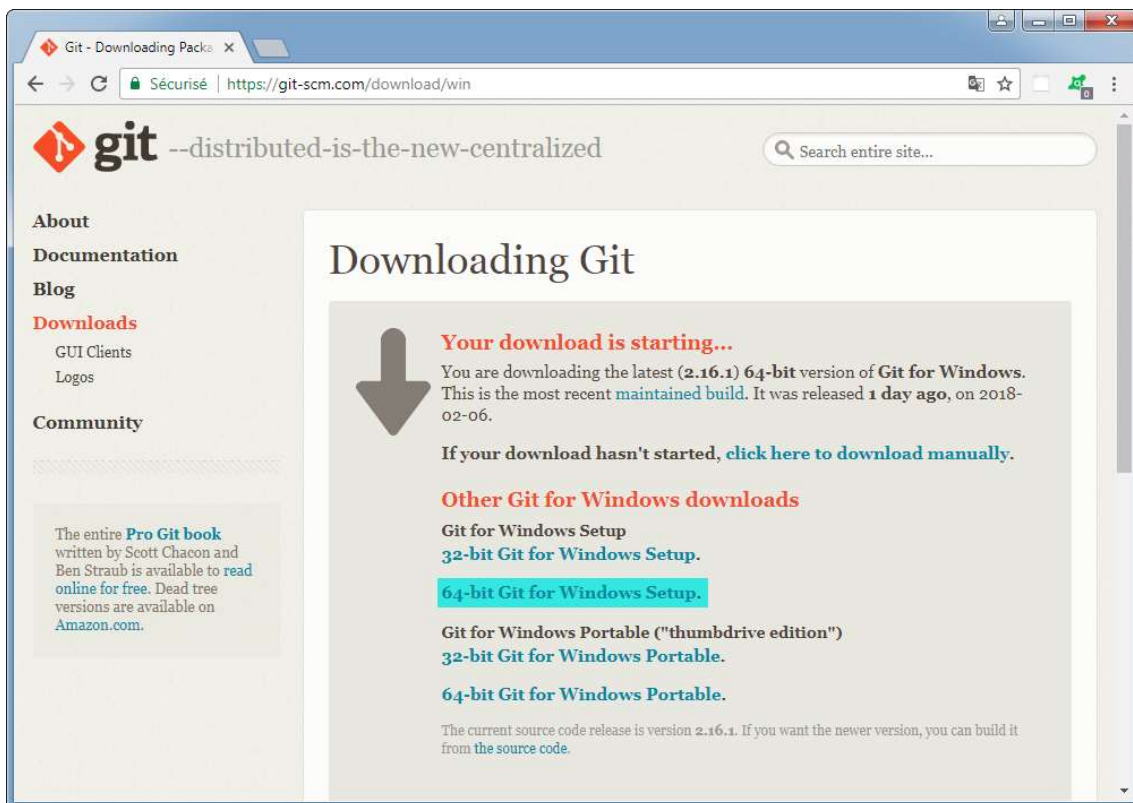 Git - Downloading Packa
Sécurisé | https://git-scm.com/download/win
0
git --distributed-is-the-new-centralized
Search entire site...
About
Documentation
Blog
Downloads
GUI Clients
Logos
Community
The entire Pro Git book
written by Scott Chacon and
Ben Straub is available to read
online for free. Dead tree
versions are available on
Amazon.com.
Downloading Git
Your download is starting...
You are downloading the latest (2.16.1) 64-bit version of Git for Windows.
This is the most recent maintained build. It was released 1 day ago, on 2018-
02-06.
If your download hasn't started, click here to download manually.
Other Git for Windows downloads
Git for Windows Setup
32-bit Git for Windows Setup.
64-bit Git for Windows Setup.
Git for Windows Portable ("thumbdrive edition")
32-bit Git for Windows Portable.
64-bit Git for Windows Portable.
The current source code release is version 2.16.1. If you want the newer version, you can build it
from the source code.